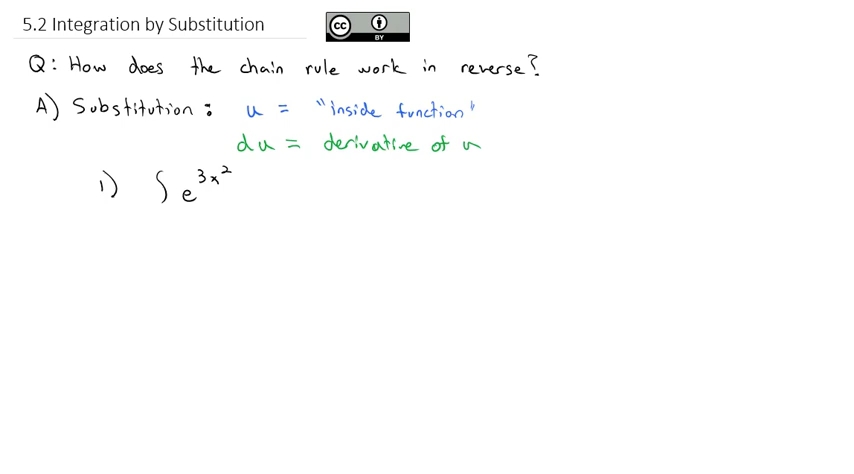 5.2 Integration by Substitution
cc BY
Q: How does the chain rule work in reverse?
A) Substitution: u = "inside function"
du = derivative of u
1) ∫ e^{3x^2}